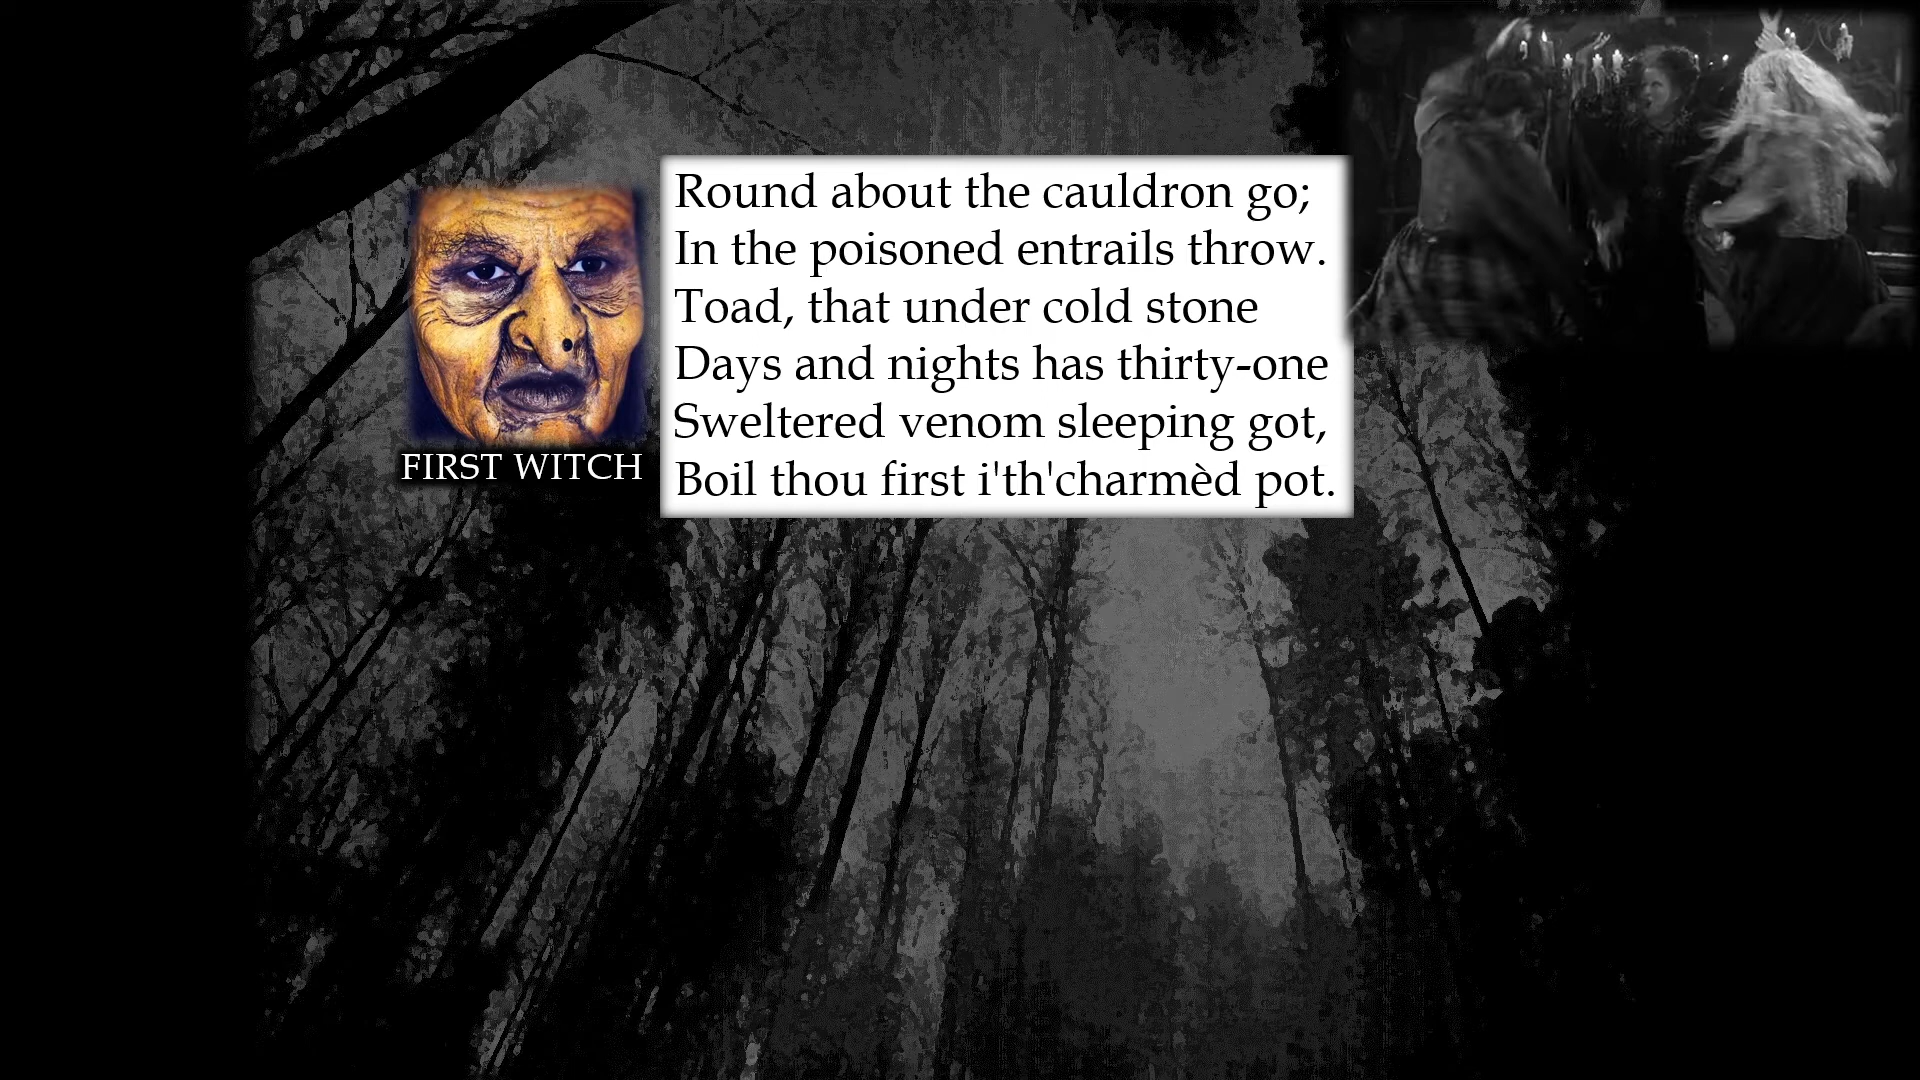 Round about the cauldron go;
In the poisoned entrails throw.
Toad, that under cold stone
Days and nights has thirty-one
Sweltered venom sleeping got,
Boil thou first i'th'charmèd pot.
FIRST WITCH